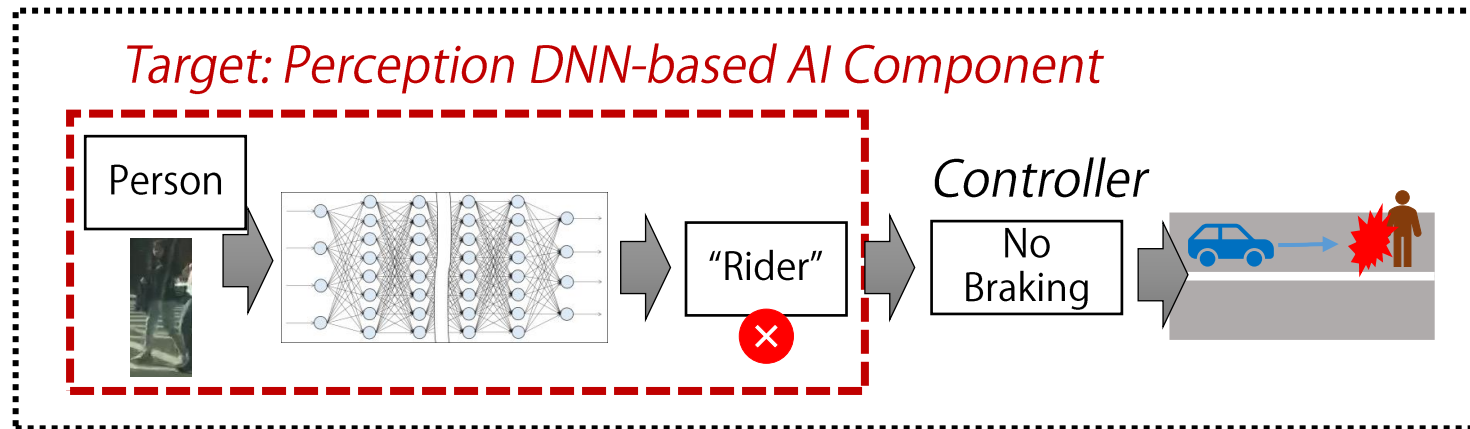 Target: Perception DNN-based AI Component
Person
“Rider”
Controller
No
Braking